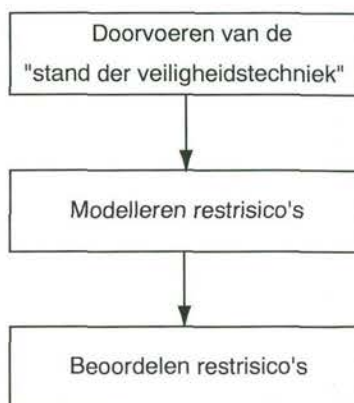 Doorvoeren van de
"stand der veiligheidstechniek"
Modelleren restrisico's
Beoordelen restrisico's